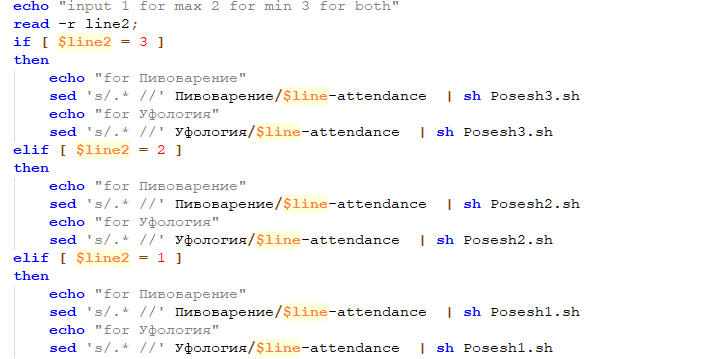 echo "input 1 for max 2 for min 3 for both"
read -r line2;
if [ $line2 = 3 ]
then
echo "for Пивоварение"
sed 's/.* //' Пивоварение/$line-attendance | sh Posesh3.sh
echo "for Уфология"
sed 's/.* //' Уфология/$line-attendance | sh Posesh3.sh
elif [ $line2 = 2 ]
then
echo "for Пивоварение"
sed 's/.* //' Пивоварение/$line-attendance | sh Posesh2.sh
echo "for Уфология"
sed 's/.* //' Уфология/$line-attendance | sh Posesh2.sh
elif [ $line2 = 1 ]
then
echo "for Пивоварение"
sed 's/.* //' Пивоварение/$line-attendance | sh Posesh1.sh
echo "for Уфология"
sed 's/.* //' Уфология/$line-attendance | sh Posesh1.sh